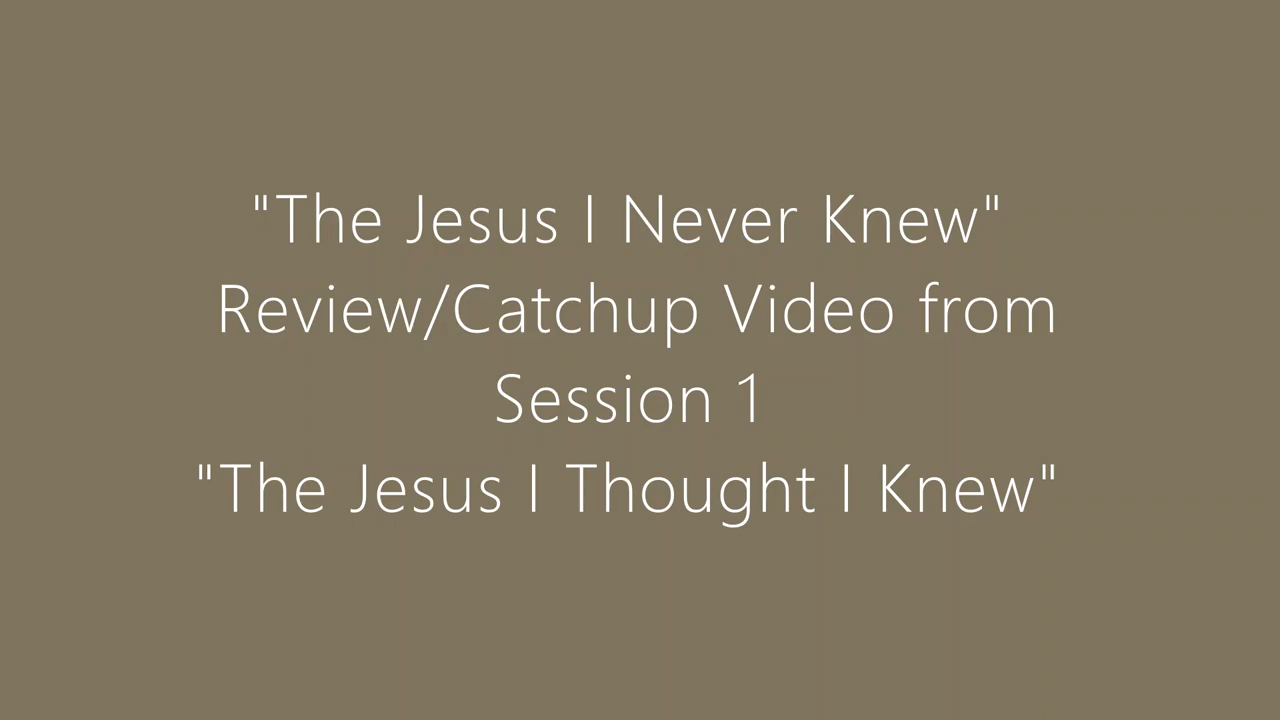 "The Jesus I Never Knew"
Review/Catchup Video from
Session 1
"The Jesus I Thought I Knew"